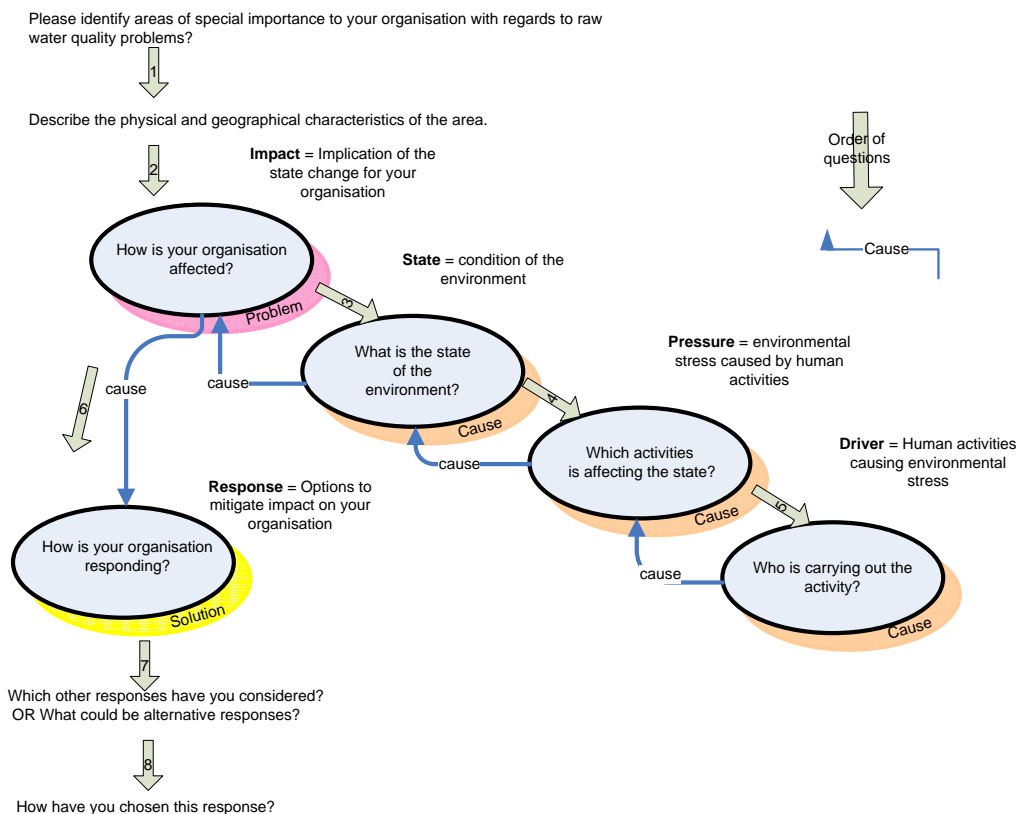 Please identify areas of special importance to your organisation with regards to raw
water quality problems?
1
Describe the physical and geographical characteristics of the area.
2
Impact = Implication of the
state change for your
organisation
Order of
questions
Cause
How is your organisation
affected?
Problem
State = condition of the
environment
3
What is the state
of the
environment?
Cause
cause
cause
6
Pressure = environmental
stress caused by human
activities
4
Which activities
is affecting the state?
Cause
cause
Driver = Human activities
causing environmental
stress
5
Who is carrying out the
activity?
Cause
cause
Response = Options to
mitigate impact on your
organisation
How is your organisation
responding?
Solution
7
Which other responses have you considered?
OR What could be alternative responses?
8
How have you chosen this response?